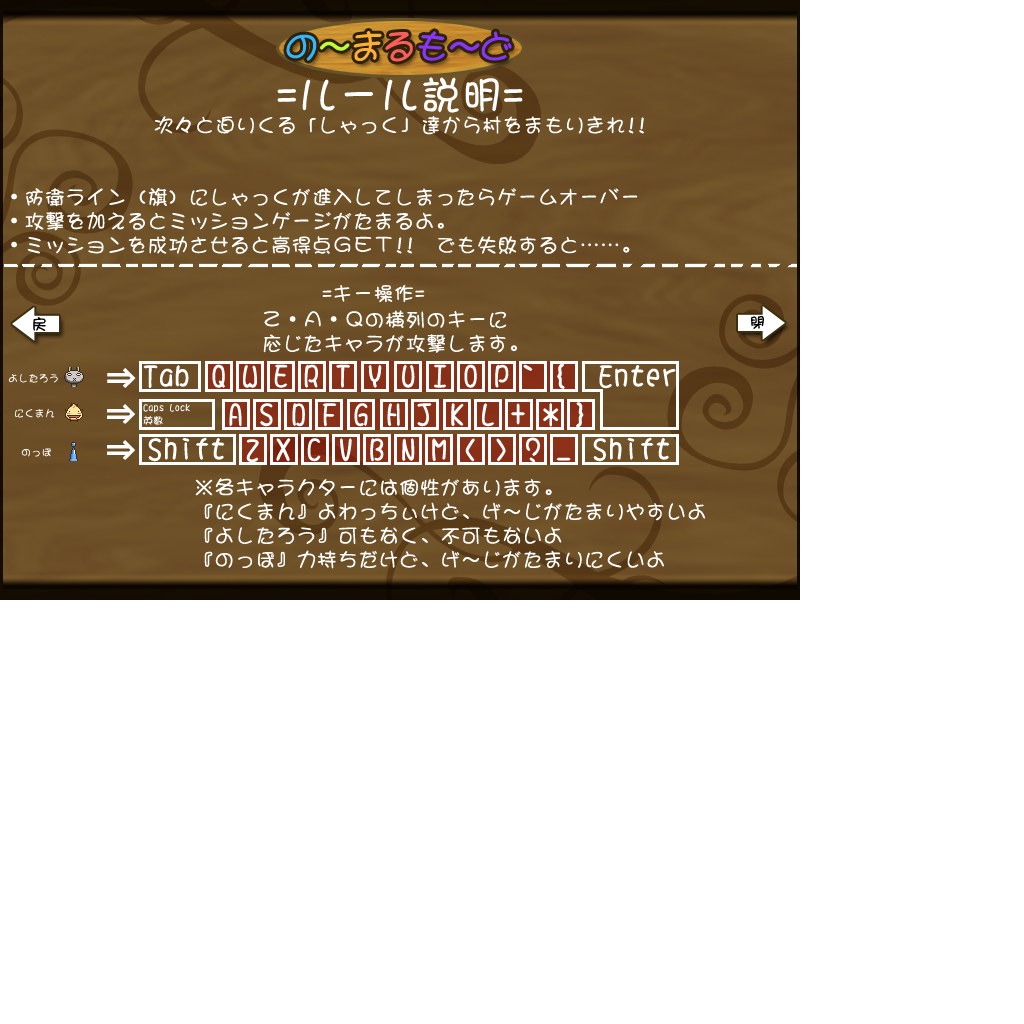 の～まるも～ど
=ルール説明=
次々と迫りくる「しゃっく」達から村をまもりきれ!!
・防衛ライン（旗）にしゃっくが進入してしまったらゲームオーバー
・攻撃を加えるとミッションゲージがたまるよ。
・ミッションを成功させると高得点ＧＥＴ!!　でも失敗すると……。
=キー操作=
Ｚ・Ａ・Ｑの横列のキーに
応じたキャラが攻撃します。
戻
開
よしたろう ⇒ Tab Q W E R T Y U I O P ` { Enter
にくまん ⇒ Caps Lock 英数 A S D F G H J K L + * }
のっぽ ⇒ Shift Z X C V B N M < > ? _ Shift
※各キャラクターには個性があります。
『にくまん』よわっちぃけど、げ～じがたまりやすいよ
『よしたろう』可もなく、不可もないよ
『のっぽ』力持ちだけど、げ～じがたまりにくいよ